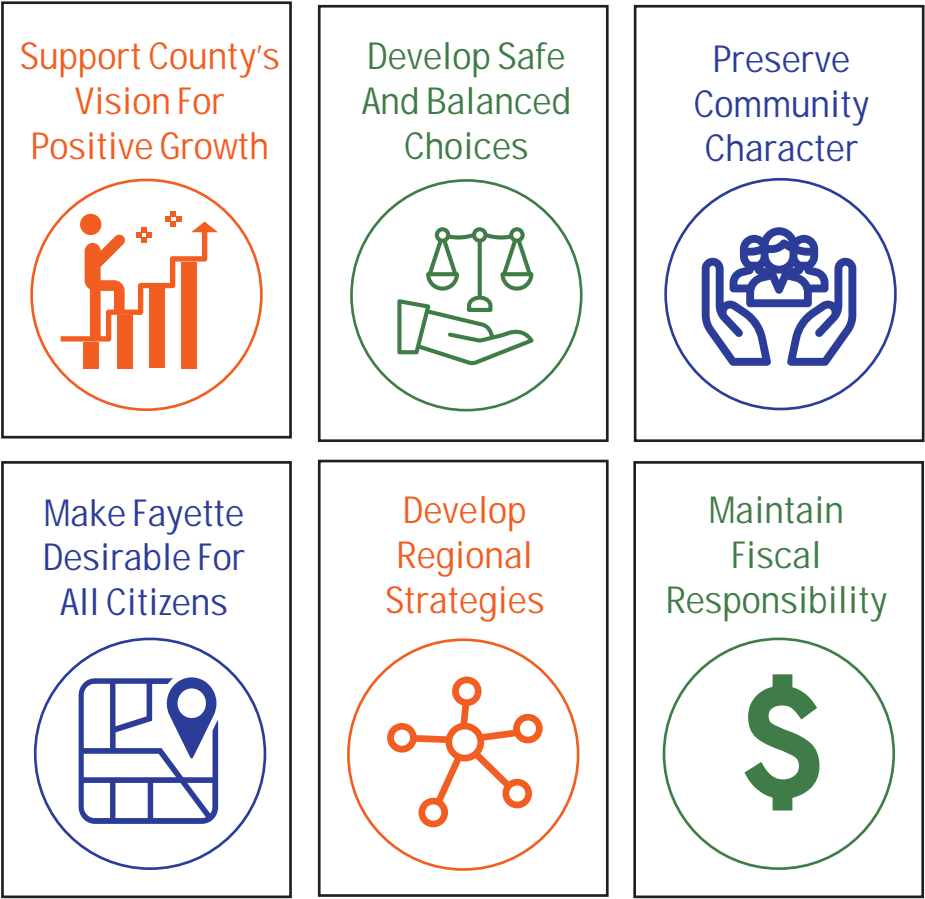 Support County's
Vision For
Positive Growth
Develop Safe
And Balanced
Choices
Preserve
Community
Character
Make Fayette
Desirable For
All Citizens
Develop
Regional
Strategies
Maintain
Fiscal
Responsibility
$